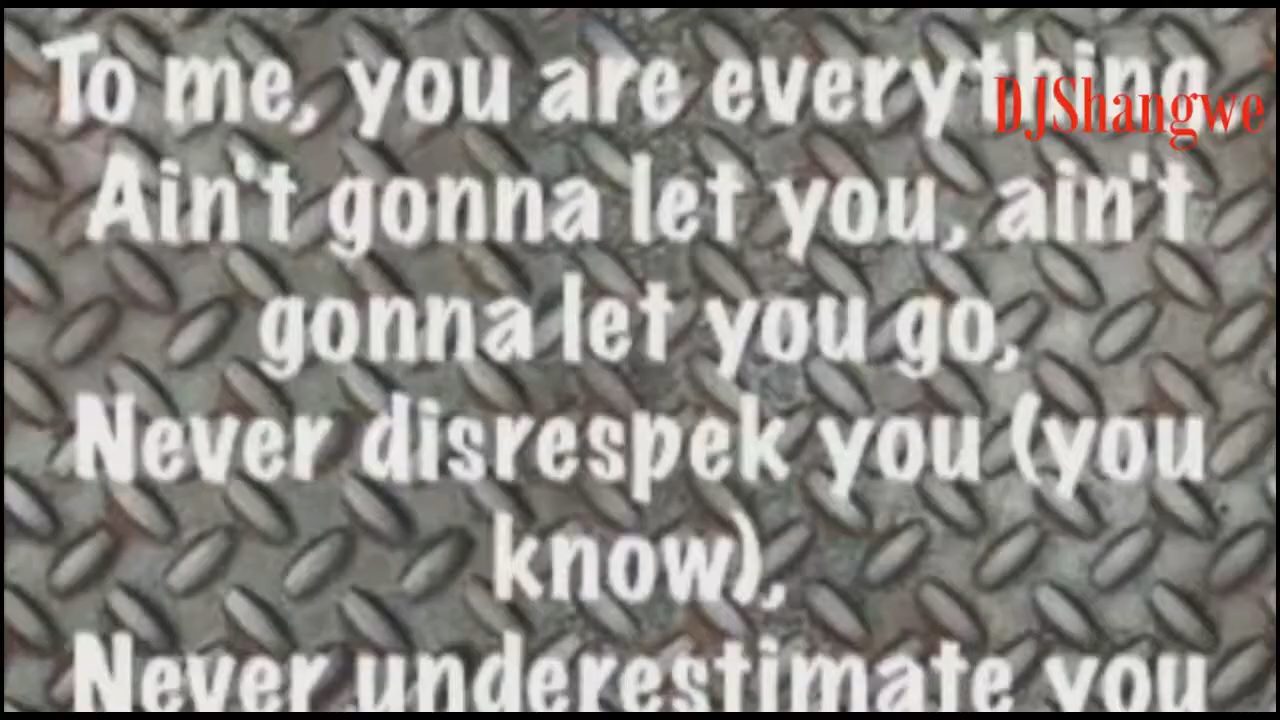 To me, you are everything
DJShangwe
Ain't gonna let you, ain't
gonna let you go,
Never disrespek you (you
know),
Never underestimate you